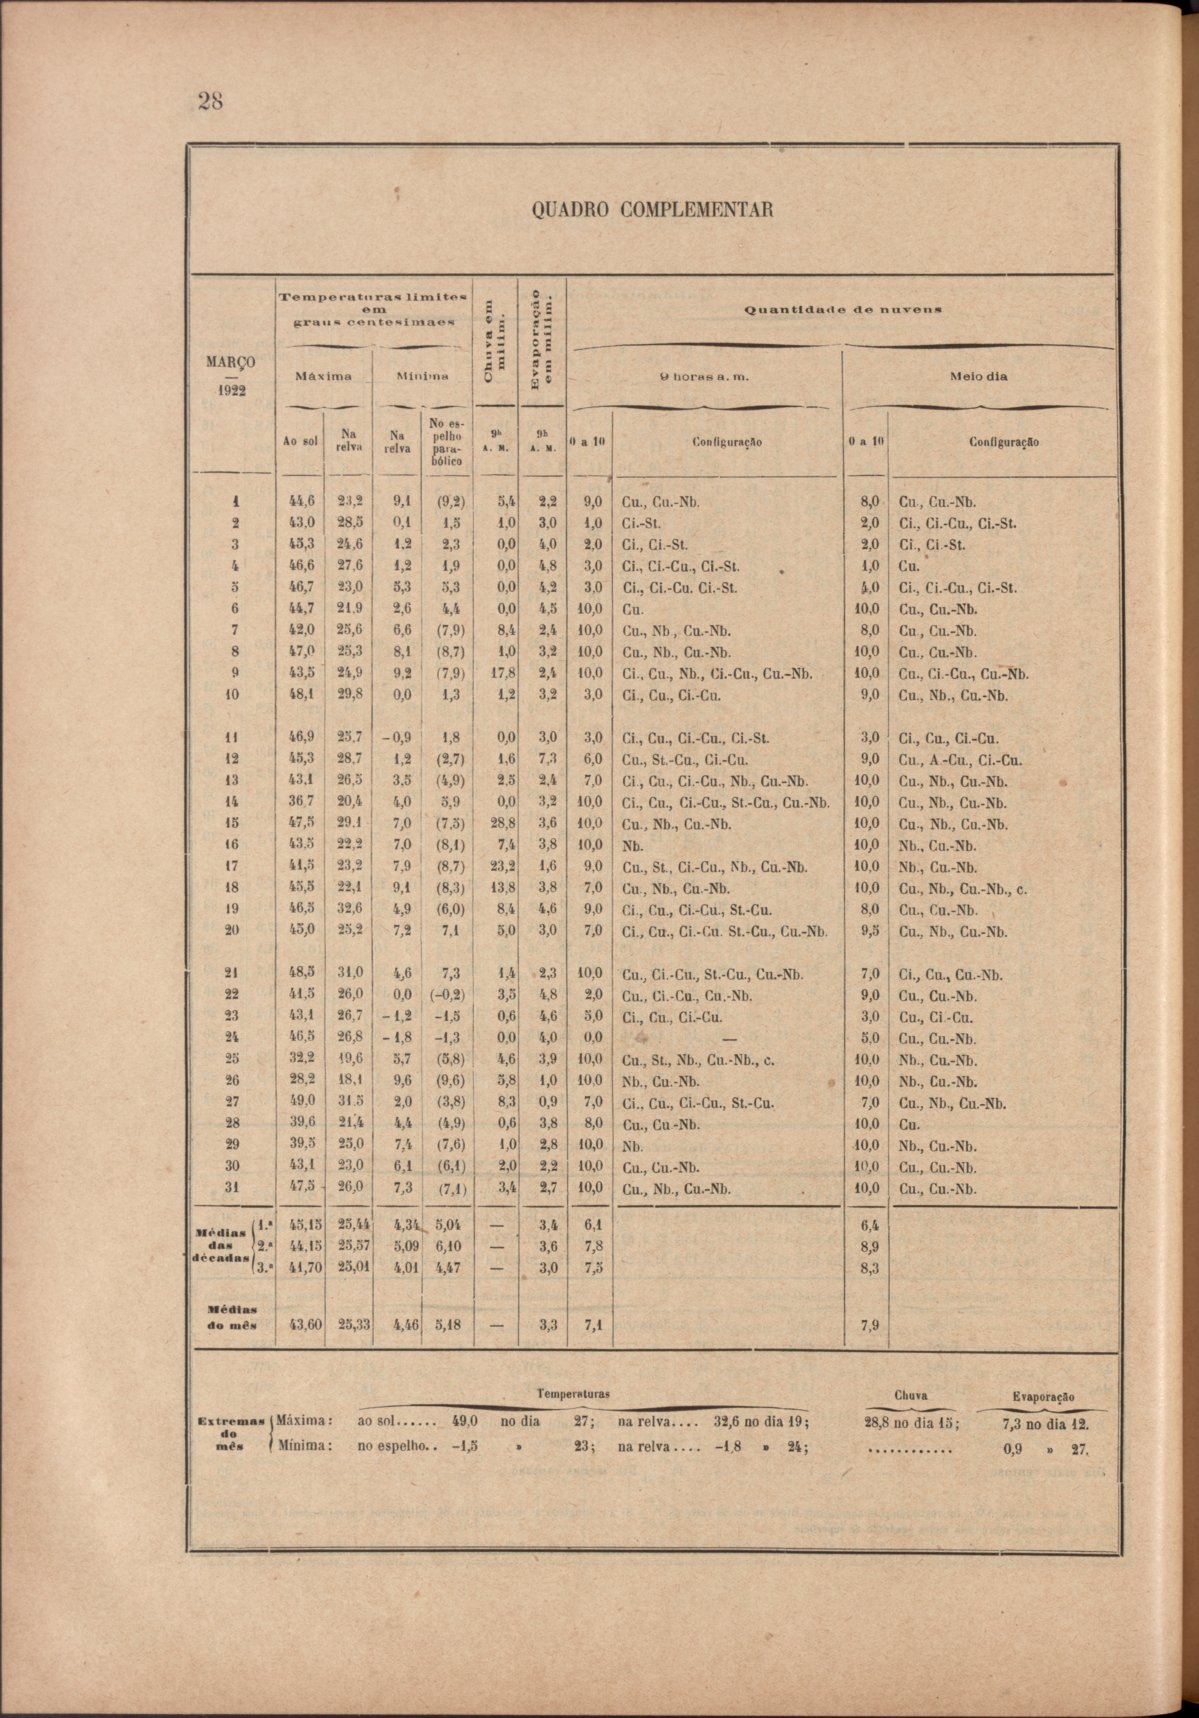 28
QUADRO COMPLEMENTAR
MARÇO
—
1922
Temperaturas limites
em
graus centesimaes
Chuva em
milim.
Evaporação
em milim.
Quantidade de nuvens
Máxima Mínima 9 horas a. m. Meio dia
Ao sol Na relva Na relva No es-pelho para-bólico 9h A. M. 9h A. M. 0 a 10 Configuração 0 a 10 Configuração
1 44,6 23,2 9,1 (9,2) 5,4 2,2 9,0 Cu., Cu.-Nb. 8,0 Cu., Cu.-Nb.
2 43,0 28,5 0,1 1,5 1,0 3,0 1,0 Ci.-St. 2,0 Ci., Ci.-Cu., Ci.-St.
3 45,3 24,6 1,2 2,3 0,0 4,0 2,0 Ci., Ci.-St. 2,0 Ci., Ci.-St.
4 46,6 27,6 1,2 1,9 0,0 4,8 3,0 Ci., Ci.-Cu., Ci.-St. 1,0 Cu.
5 46,7 23,0 5,3 5,3 0,0 4,2 3,0 Ci., Ci.-Cu. Ci.-St. 4,0 Ci., Ci.-Cu., Ci.-St.
6 44,7 21,9 2,6 4,4 0,0 4,5 10,0 Cu. 10,0 Cu., Cu.-Nb.
7 42,0 25,6 6,6 (7,9) 8,4 2,4 10,0 Cu., Nb., Cu.-Nb. 8,0 Cu., Cu.-Nb.
8 47,0 25,3 8,1 (8,7) 1,0 3,2 10,0 Cu., Nb., Cu.-Nb. 10,0 Cu., Cu.-Nb.
9 43,5 24,9 9,2 (7,9) 17,8 2,4 10,0 Ci., Cu., Nb., Ci.-Cu., Cu.-Nb. 10,0 Cu., Ci.-Cu., Cu.-Nb.
10 48,1 29,8 0,0 1,3 1,2 3,2 3,0 Ci., Cu., Ci.-Cu. 9,0 Cu., Nb., Cu.-Nb.
11 46,9 25,7 -0,9 1,8 0,0 3,0 3,0 Ci., Cu., Ci.-Cu., Ci.-St. 3,0 Ci., Cu., Ci.-Cu.
12 45,3 28,7 1,2 (2,7) 1,6 7,3 6,0 Cu., St.-Cu., Ci.-Cu. 9,0 Cu., A.-Cu., Ci.-Cu.
13 43,1 26,5 3,5 (4,9) 2,5 2,4 7,0 Ci., Cu., Ci.-Cu., Nb., Cu.-Nb. 10,0 Cu., Nb., Cu.-Nb.
14 36,7 20,4 4,0 5,9 0,0 3,2 10,0 Ci., Cu., Ci.-Cu., St.-Cu., Cu.-Nb. 10,0 Cu., Nb., Cu.-Nb.
15 47,5 29,1 7,0 (7,5) 28,8 3,6 10,0 Cu., Nb., Cu.-Nb. 10,0 Cu., Nb., Cu.-Nb.
16 43,5 22,2 7,0 (8,1) 7,4 3,8 10,0 Nb. 10,0 Nb., Cu.-Nb.
17 41,5 23,2 7,9 (8,7) 23,2 1,6 9,0 Cu., St., Ci.-Cu., Nb., Cu.-Nb. 10,0 Nb., Cu.-Nb.
18 45,5 22,1 9,1 (8,3) 13,8 3,8 7,0 Cu., Nb., Cu.-Nb. 10,0 Cu., Nb., Cu.-Nb., c.
19 46,5 32,6 4,9 (6,0) 8,4 4,6 9,0 Ci., Cu., Ci.-Cu., St.-Cu. 8,0 Cu., Cu.-Nb.
20 45,0 25,2 7,2 7,1 5,0 3,0 7,0 Ci., Cu., Ci.-Cu. St.-Cu., Cu.-Nb. 9,5 Cu., Nb., Cu.-Nb.
21 48,5 31,0 4,6 7,3 1,4 2,3 10,0 Cu., Ci.-Cu., St.-Cu., Cu.-Nb. 7,0 Ci., Cu., Cu.-Nb.
22 41,5 26,0 0,0 (-0,2) 3,5 4,8 2,0 Cu., Ci.-Cu., Cu.-Nb. 9,0 Cu., Cu.-Nb.
23 43,1 26,7 -1,2 -1,5 0,6 4,6 5,0 Ci., Cu., Ci.-Cu. 3,0 Cu., Ci.-Cu.
24 46,5 26,8 -1,8 -1,3 0,0 4,0 0,0 — 5,0 Cu., Cu.-Nb.
25 32,2 19,6 5,7 (5,8) 4,6 3,9 10,0 Cu., St., Nb., Cu.-Nb., c. 10,0 Nb., Cu.-Nb.
26 28,2 18,1 9,6 (9,6) 5,8 1,0 10,0 Nb., Cu.-Nb. 10,0 Nb., Cu.-Nb.
27 49,0 31,5 2,0 (3,8) 8,3 0,9 7,0 Ci., Cu., Ci.-Cu., St.-Cu. 7,0 Cu., Nb., Cu.-Nb.
28 39,6 21,4 4,4 (4,9) 0,6 3,8 8,0 Cu., Cu.-Nb. 10,0 Cu.
29 39,5 25,0 7,4 (7,6) 1,0 2,8 10,0 Nb. 10,0 Nb., Cu.-Nb.
30 43,1 23,0 6,1 (6,1) 2,0 2,2 10,0 Cu., Cu.-Nb. 10,0 Cu., Cu.-Nb.
31 47,5 26,0 7,3 (7,1) 3,4 2,7 10,0 Cu., Nb., Cu.-Nb. 10,0 Cu., Cu.-Nb.
Médias das décadas
1.ª 45,15 25,44 4,34 5,04 — 3,4 6,1 6,4
2.ª 44,15 25,57 5,09 6,10 — 3,6 7,8 8,9
3.ª 41,70 25,01 4,01 4,47 — 3,0 7,5 8,3
Médias
do mês 43,60 25,33 4,46 5,18 — 3,3 7,1 7,9
Temperaturas Chuva Evaporação
Extremas do mês
Máxima: ao sol...... 49,0 no dia 27; na relva.... 32,6 no dia 19; 28,8 no dia 15; 7,3 no dia 12.
Mínima: no espelho.. -1,5 » 23; na relva.... -1,8 » 24; ............ 0,9 » 27.